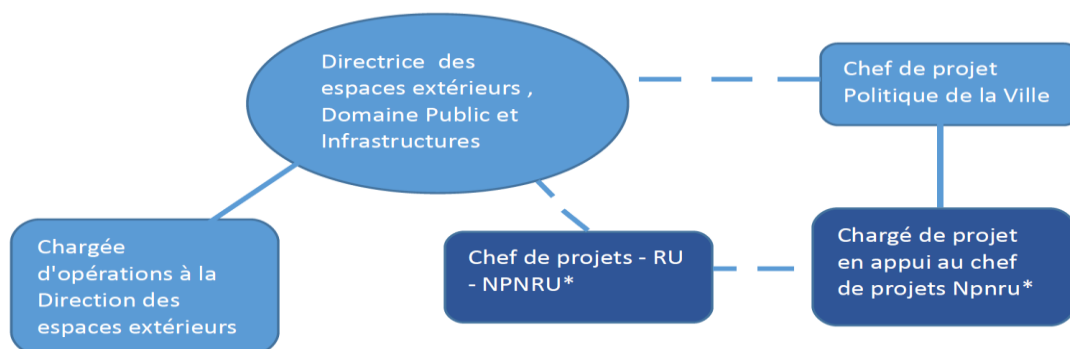 Directrice des
espaces extérieurs ,
Domaine Public et
Infrastructures
Chef de projet
Politique de la Ville
Chargée
d'opérations à la
Direction des
espaces extérieurs
Chef de projets - RU
- NPNRU*
Chargé de projet
en appui au chef
de projets Npnru*